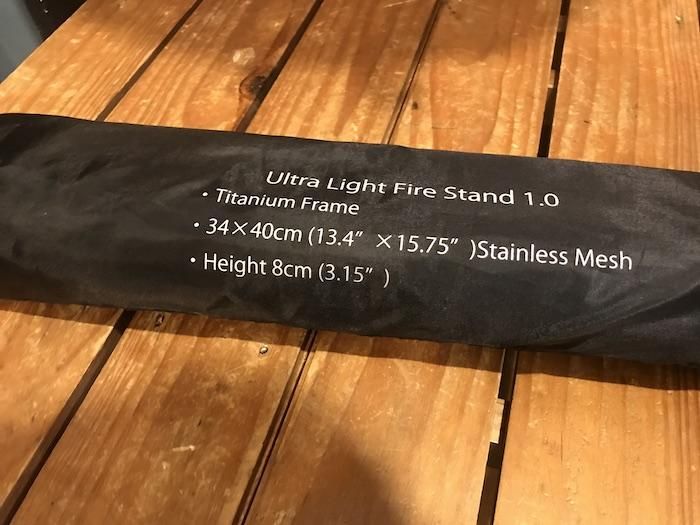 Ultra Light Fire Stand 1.0
・Titanium Frame
・34×40cm (13.4” ×15.75” )Stainless Mesh
・Height 8cm (3.15” )